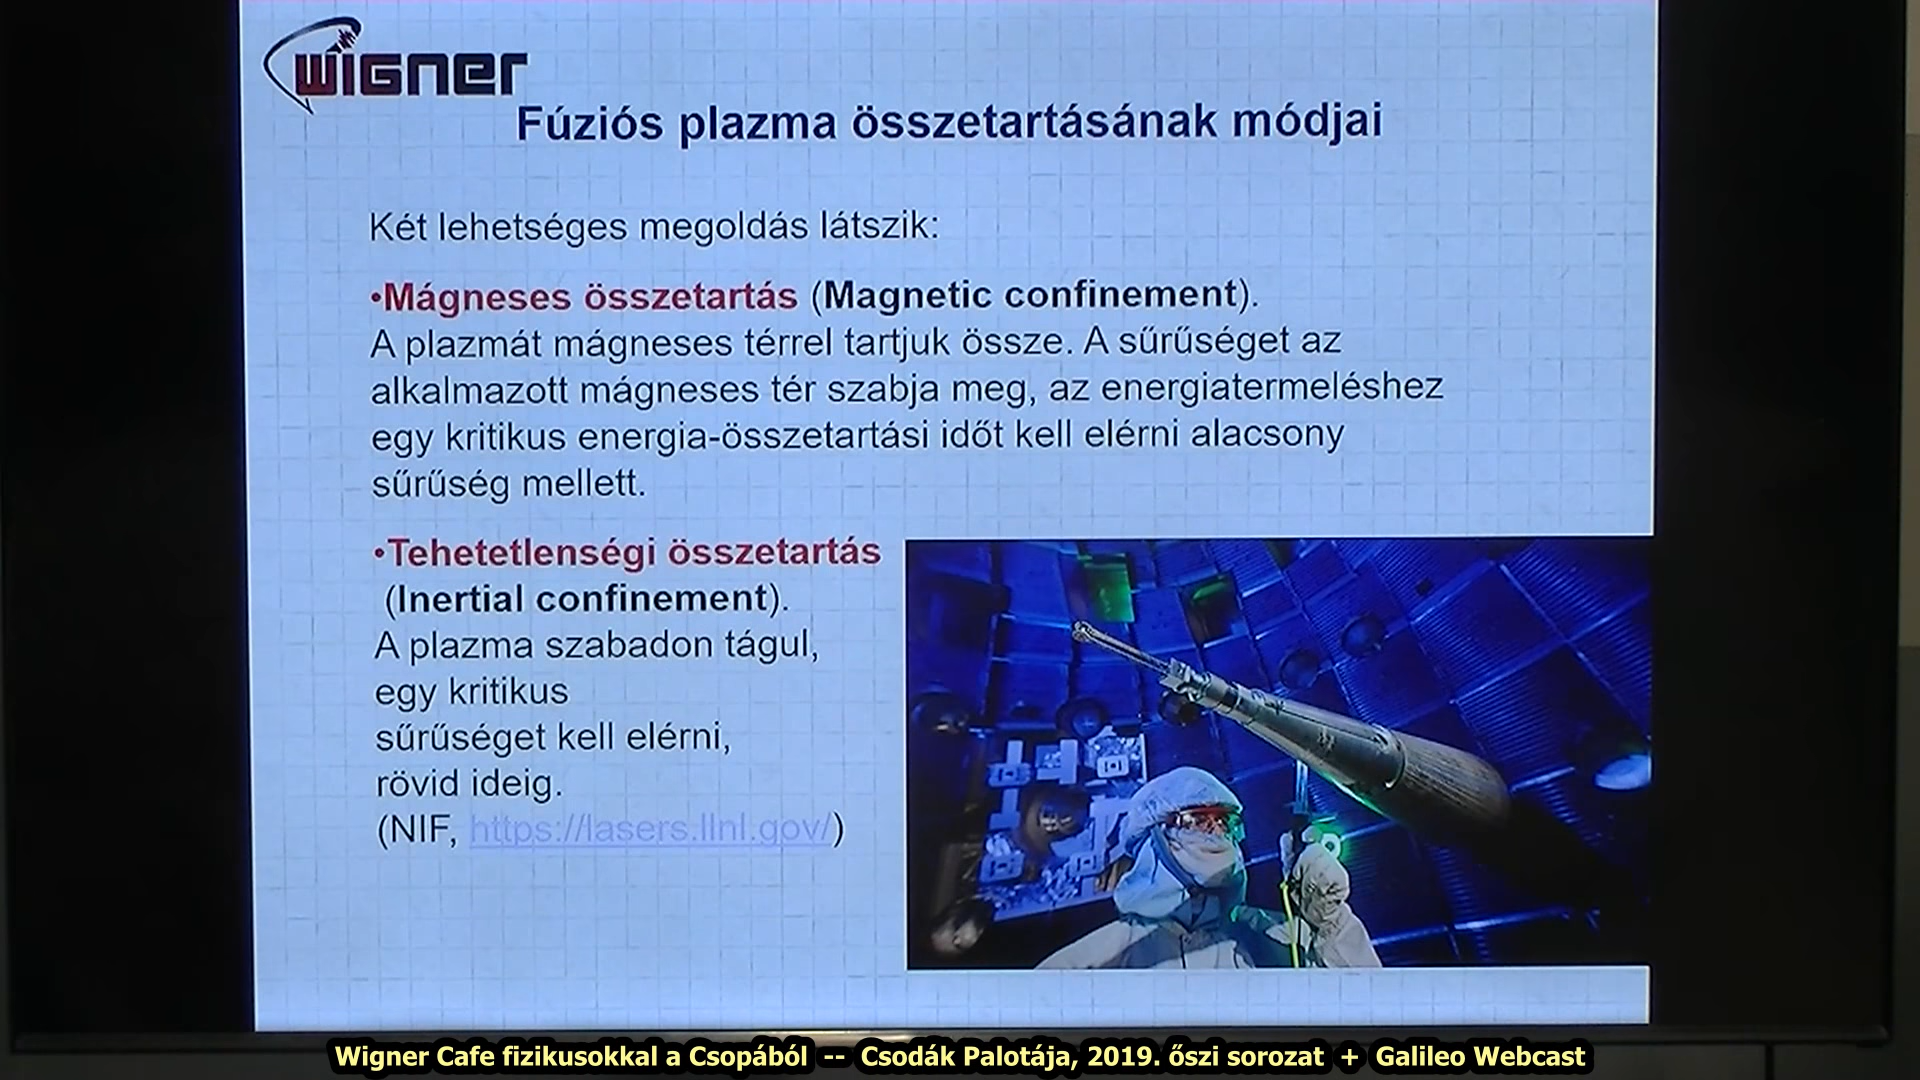 wigner
Fúziós plazma összetartásának módjai
Két lehetséges megoldás látszik:
•Mágneses összetartás (Magnetic confinement).
A plazmát mágneses térrel tartjuk össze. A sűrűséget az
alkalmazott mágneses tér szabja meg, az energiatermeléshez
egy kritikus energia-összetartási időt kell elérni alacsony
sűrűség mellett.
•Tehetetlenségi összetartás
(Inertial confinement).
A plazma szabadon tágul,
egy kritikus
sűrűséget kell elérni,
rövid ideig.
(NIF, https://lasers.llnl.gov/)
Wigner Cafe fizikusokkal a Csopából -- Csodák Palotája, 2019. őszi sorozat + Galileo Webcast